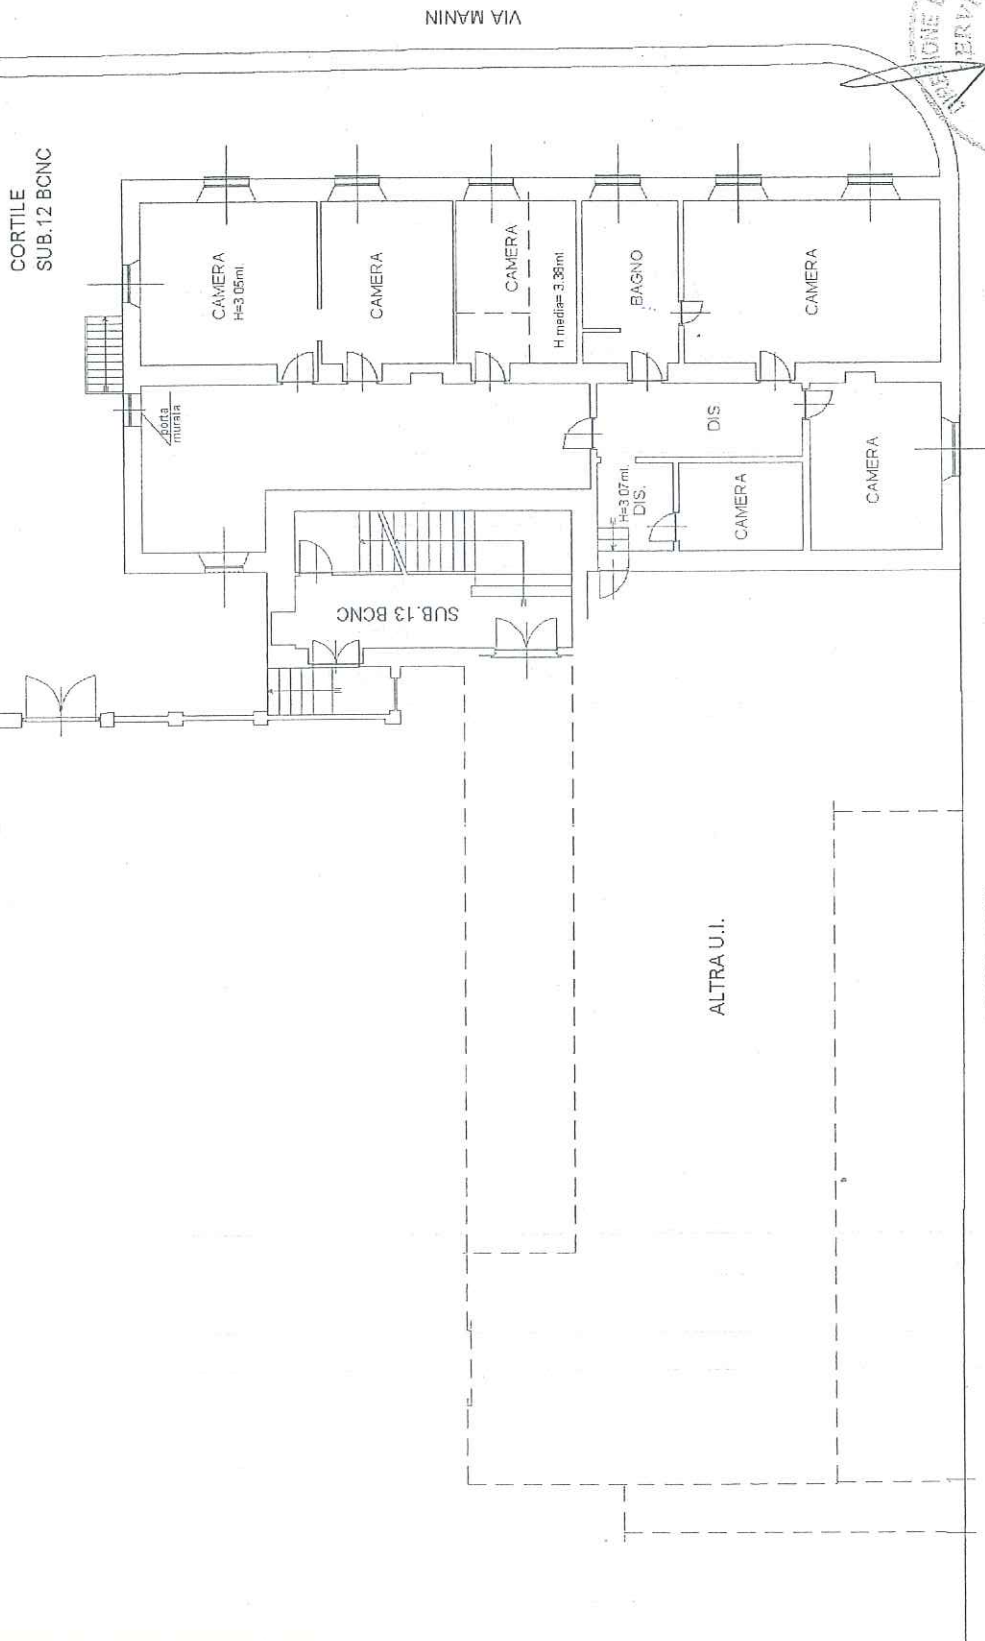 VIA MANIN
CORTILE
SUB.12 BCNC
CAMERA
H=3.05ml.
CAMERA
CAMERA
H media= 3.38ml
BAGNO
CAMERA
porta
murata
DIS
H=3.07ml.
DIS.
CAMERA
CAMERA
SUB.13 BCNC
ALTRA U.I.